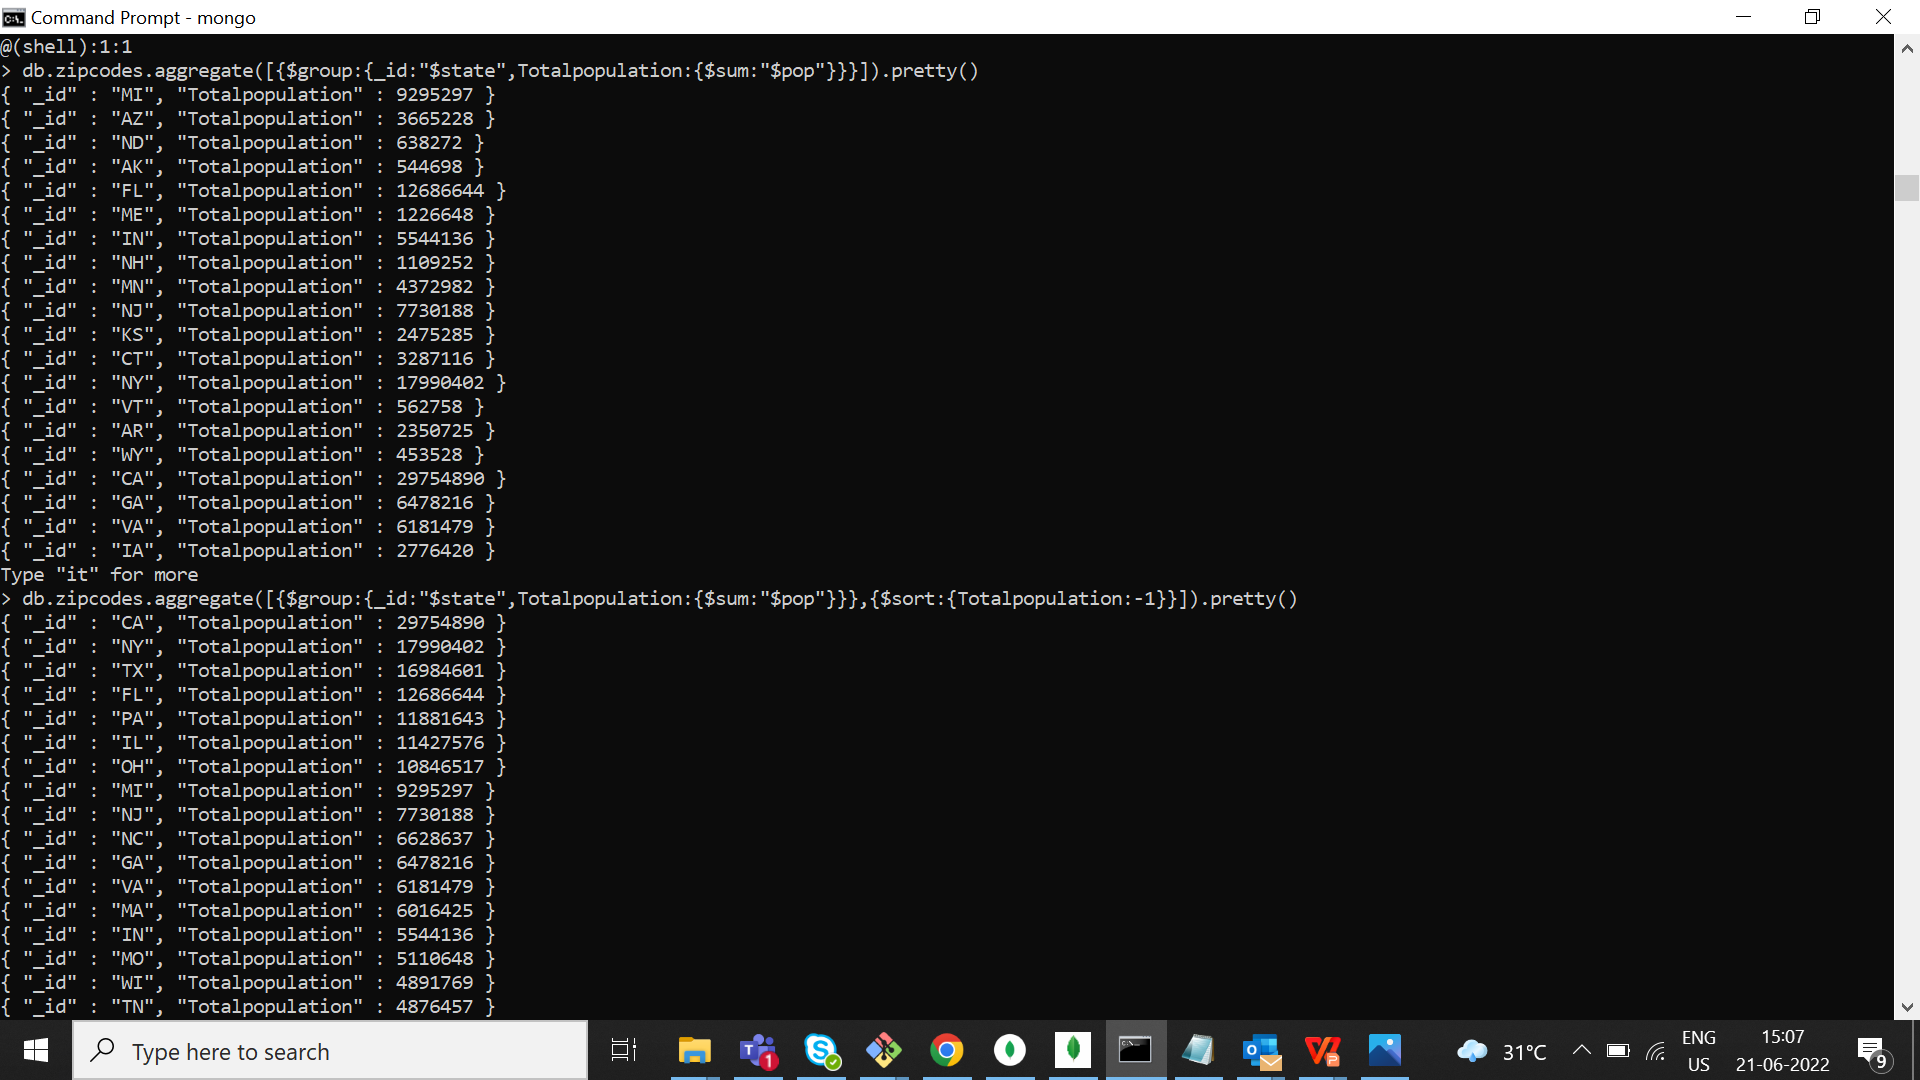 Command Prompt - mongo
@(shell):1:1
> db.zipcodes.aggregate([{$group:{_id:"$state",Totalpopulation:{$sum:"$pop"}}}]).pretty()
{ "_id" : "MI", "Totalpopulation" : 9295297 }
{ "_id" : "AZ", "Totalpopulation" : 3665228 }
{ "_id" : "ND", "Totalpopulation" : 638272 }
{ "_id" : "AK", "Totalpopulation" : 544698 }
{ "_id" : "FL", "Totalpopulation" : 12686644 }
{ "_id" : "ME", "Totalpopulation" : 1226648 }
{ "_id" : "IN", "Totalpopulation" : 5544136 }
{ "_id" : "NH", "Totalpopulation" : 1109252 }
{ "_id" : "MN", "Totalpopulation" : 4372982 }
{ "_id" : "NJ", "Totalpopulation" : 7730188 }
{ "_id" : "KS", "Totalpopulation" : 2475285 }
{ "_id" : "CT", "Totalpopulation" : 3287116 }
{ "_id" : "NY", "Totalpopulation" : 17990402 }
{ "_id" : "VT", "Totalpopulation" : 562758 }
{ "_id" : "AR", "Totalpopulation" : 2350725 }
{ "_id" : "WY", "Totalpopulation" : 453528 }
{ "_id" : "CA", "Totalpopulation" : 29754890 }
{ "_id" : "GA", "Totalpopulation" : 6478216 }
{ "_id" : "VA", "Totalpopulation" : 6181479 }
{ "_id" : "IA", "Totalpopulation" : 2776420 }
Type "it" for more
> db.zipcodes.aggregate([{$group:{_id:"$state",Totalpopulation:{$sum:"$pop"}}},{$sort:{Totalpopulation:-1}}]).pretty()
{ "_id" : "CA", "Totalpopulation" : 29754890 }
{ "_id" : "NY", "Totalpopulation" : 17990402 }
{ "_id" : "TX", "Totalpopulation" : 16984601 }
{ "_id" : "FL", "Totalpopulation" : 12686644 }
{ "_id" : "PA", "Totalpopulation" : 11881643 }
{ "_id" : "IL", "Totalpopulation" : 11427576 }
{ "_id" : "OH", "Totalpopulation" : 10846517 }
{ "_id" : "MI", "Totalpopulation" : 9295297 }
{ "_id" : "NJ", "Totalpopulation" : 7730188 }
{ "_id" : "NC", "Totalpopulation" : 6628637 }
{ "_id" : "GA", "Totalpopulation" : 6478216 }
{ "_id" : "VA", "Totalpopulation" : 6181479 }
{ "_id" : "MA", "Totalpopulation" : 6016425 }
{ "_id" : "IN", "Totalpopulation" : 5544136 }
{ "_id" : "MO", "Totalpopulation" : 5110648 }
{ "_id" : "WI", "Totalpopulation" : 4891769 }
{ "_id" : "TN", "Totalpopulation" : 4876457 }
Type here to search
31°C
ENG
US
15:07
21-06-2022
9